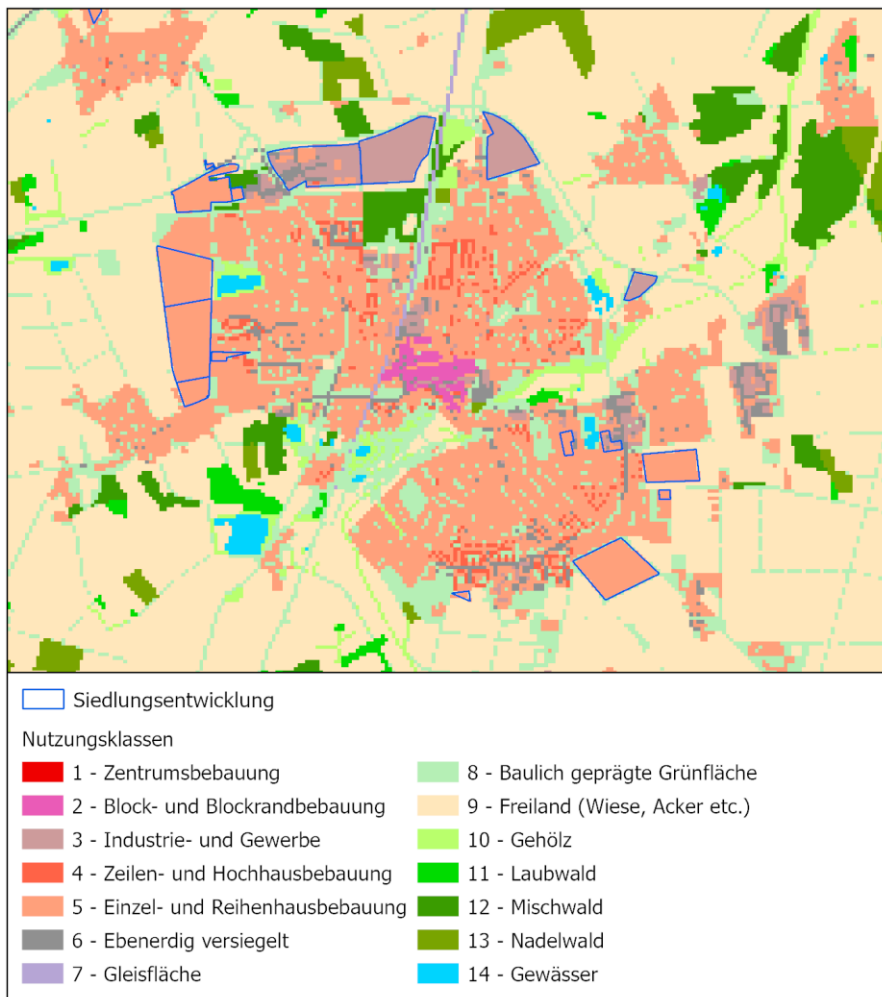 Siedlungsentwicklung
Nutzungsklassen
1 - Zentrumsbebauung
2 - Block- und Blockrandbebauung
3 - Industrie- und Gewerbe
4 - Zeilen- und Hochhausbebauung
5 - Einzel- und Reihenhausbebauung
6 - Ebenerdig versiegelt
7 - Gleisfläche
8 - Baulich geprägte Grünfläche
9 - Freiland (Wiese, Acker etc.)
10 - Gehölz
11 - Laubwald
12 - Mischwald
13 - Nadelwald
14 - Gewässer